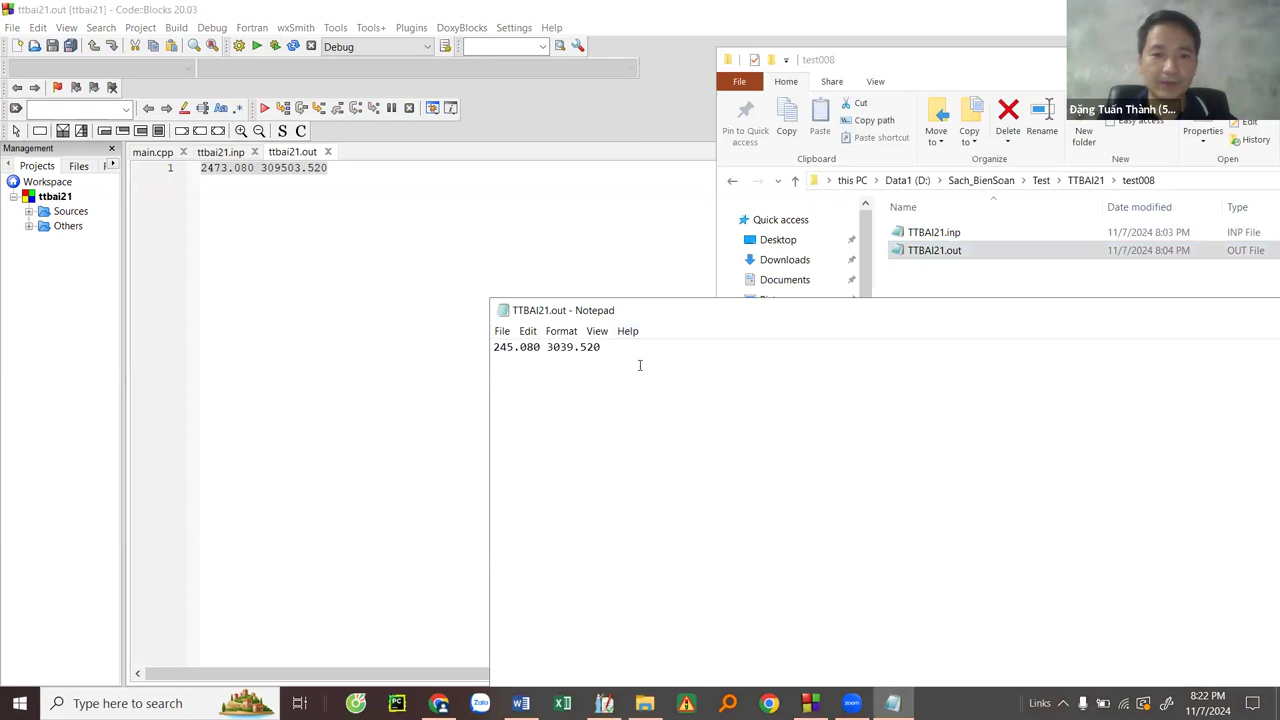 ttbai21.out [ttbai21] - Code::Blocks 20.03
File Edit View Search Project Build Debug Fortran wxSmith Tools Tools+ Plugins DoxyBlocks Settings Help
Debug
Aa
.*
S C
Management
Projects Files
main.cpp ttbai21.inp ttbai21.out
Workspace
ttbai21
Sources
Others
1 2473.080 309503.520
test008
File Home Share View
Pin to Quick access
Copy
Paste
Cut
Copy path
Paste shortcut
Clipboard
Move to
Copy to
Delete
Rename
Organize
New folder
Easy access
New
Properties
Edit
History
Open
Đặng Tuấn Thành (5...
this PC Data1 (D:) Sach_BienSoan Test TTBAI21 test008
Name Date modified Type
TTBAI21.inp 11/7/2024 8:03 PM INP File
TTBAI21.out 11/7/2024 8:04 PM OUT File
Quick access
Desktop
Downloads
Documents
TTBAI21.out - Notepad
File Edit Format View Help
245.080 3039.520
Type here to search
PC
Zalo
zoom
Links
8:22 PM
11/7/2024